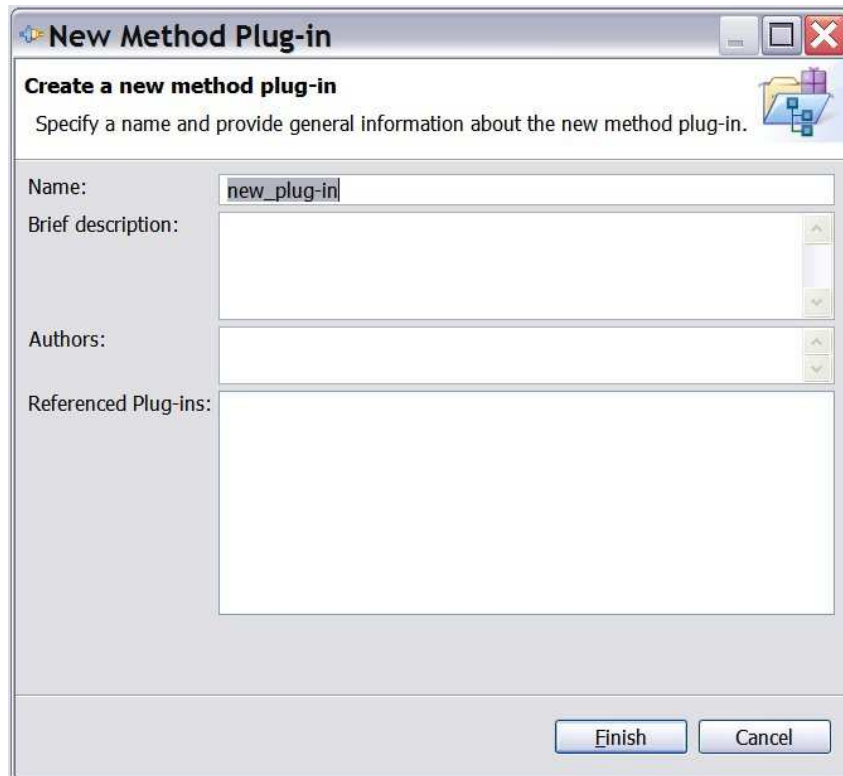 New Method Plug-in
Create a new method plug-in
Specify a name and provide general information about the new method plug-in.
Name: new_plug-in
Brief description:
Authors:
Referenced Plug-ins:
Finish Cancel